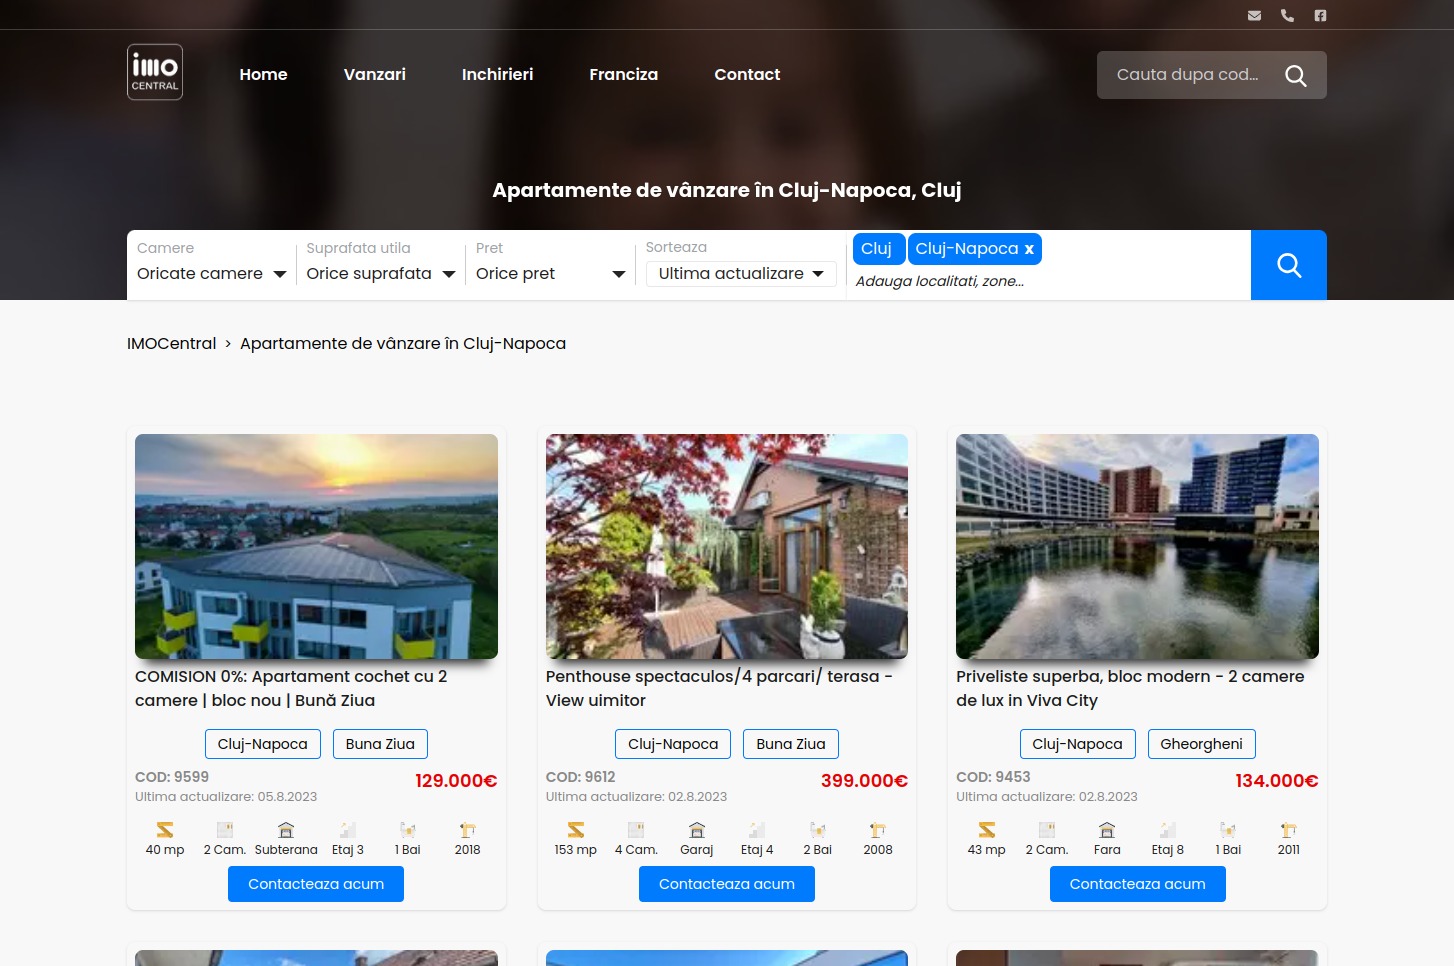 imo
CENTRAL
Home
Vanzari
Inchirieri
Franciza
Contact
Cauta dupa cod...
Apartamente de vânzare în Cluj-Napoca, Cluj
Camere
Oricate camere
Suprafata utila
Orice suprafata
Pret
Orice pret
Sorteaza
Ultima actualizare
Cluj
Cluj-Napoca x
Adauga localitati, zone...
IMOCentral > Apartamente de vânzare în Cluj-Napoca
COMISION 0%: Apartament cochet cu 2
camere | bloc nou | Bună Ziua
Cluj-Napoca
Buna Ziua
COD: 9599
129.000€
Ultima actualizare: 05.8.2023
40 mp
2 Cam.
Subterana
Etaj 3
1 Bai
2018
Contacteaza acum
Penthouse spectaculos/4 parcari/ terasa -
View uimitor
Cluj-Napoca
Buna Ziua
COD: 9612
399.000€
Ultima actualizare: 02.8.2023
153 mp
4 Cam.
Garaj
Etaj 4
2 Bai
2008
Contacteaza acum
Priveliste superba, bloc modern - 2 camere
de lux in Viva City
Cluj-Napoca
Gheorgheni
COD: 9453
134.000€
Ultima actualizare: 02.8.2023
43 mp
2 Cam.
Fara
Etaj 8
1 Bai
2011
Contacteaza acum